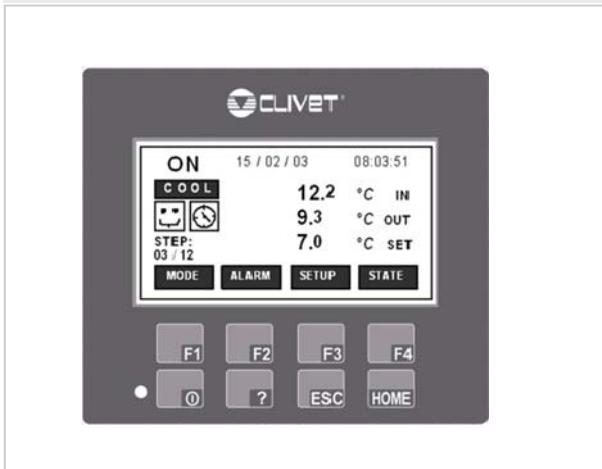 CLIVET
ON 15 / 02 / 03 08:03:51
COOL 12.2 °C IN
9.3 °C OUT
STEP: 7.0 °C SET
03 / 12
MODE ALARM SETUP STATE
F1 F2 F3 F4
? ESC HOME